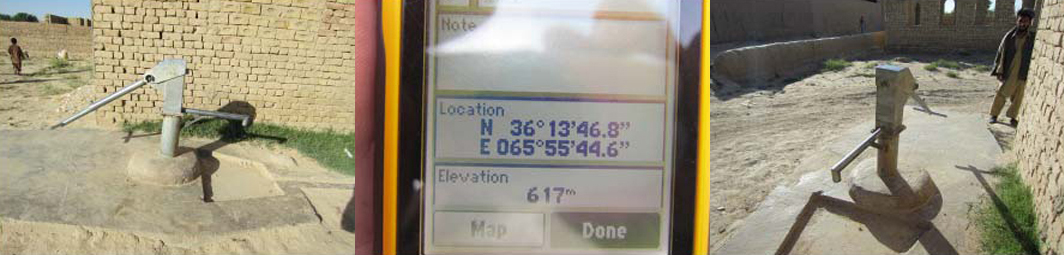 Note
Location
N 36°13'46.8"
E 065°55'44.6"
Elevation
617m
Map
Done